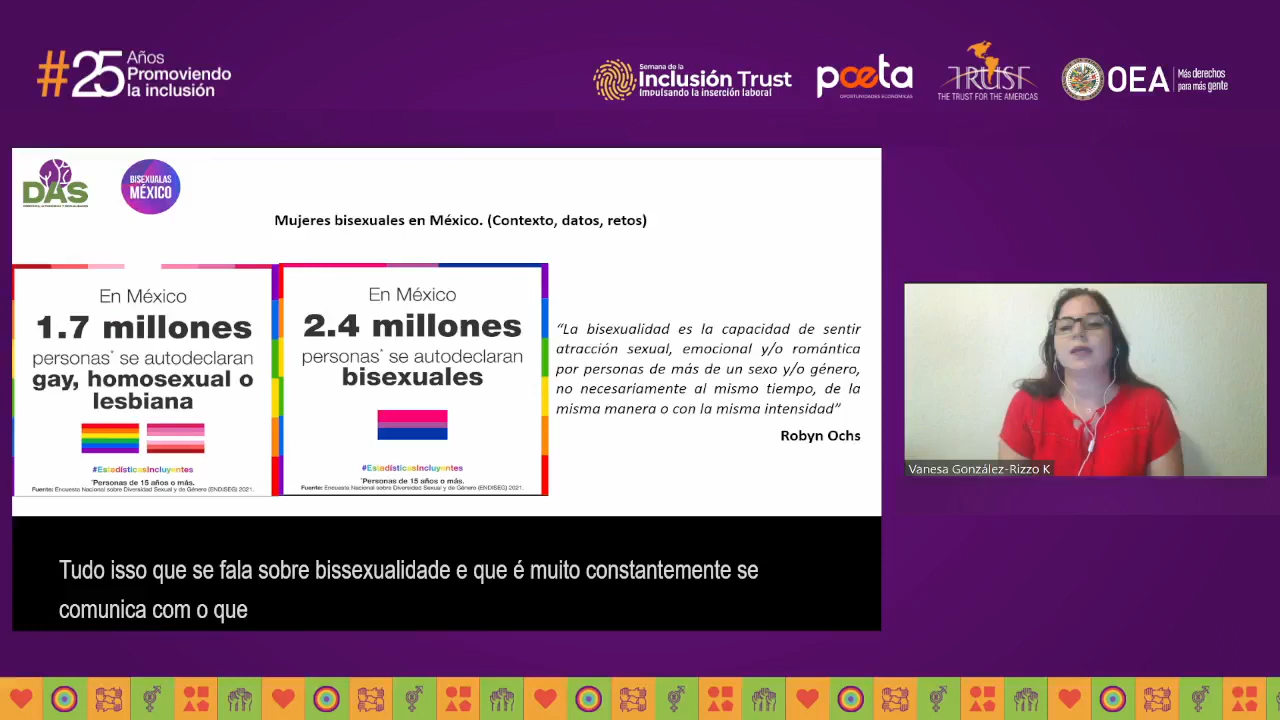 #25 Años
Promoviendo
la inclusión
Semana de la
Inclusión Trust
Impulsando la inserción laboral
poeta
OPORTUNIDADES ECONÓMICAS
TRUST
THE TRUST FOR THE AMERICAS
OEA
Más derechos
para más gente
DAS
BISEXUALAS
MÉXICO
Mujeres bisexuales en México. (Contexto, datos, retos)
En México
1.7 millones
personas* se autodeclaran
gay, homosexual o
lesbiana
#EstadísticasIncluyentes
*Personas de 15 años o más.
Fuente: Encuesta Nacional sobre Diversidad Sexual y de Género (ENDISEG) 2021.
En México
2.4 millones
personas* se autodeclaran
bisexuales
#EstadísticasIncluyentes
*Personas de 15 años o más.
Fuente: Encuesta Nacional sobre Diversidad Sexual y de Género (ENDISEG) 2021.
“La bisexualidad es la capacidad de sentir
atracción sexual, emocional y/o romántica
por personas de más de un sexo y/o género,
no necesariamente al mismo tiempo, de la
misma manera o con la misma intensidad”
Robyn Ochs
Vanesa González-Rizzo K
Tudo isso que se fala sobre bissexualidade e que é muito constantemente se
comunica com o que